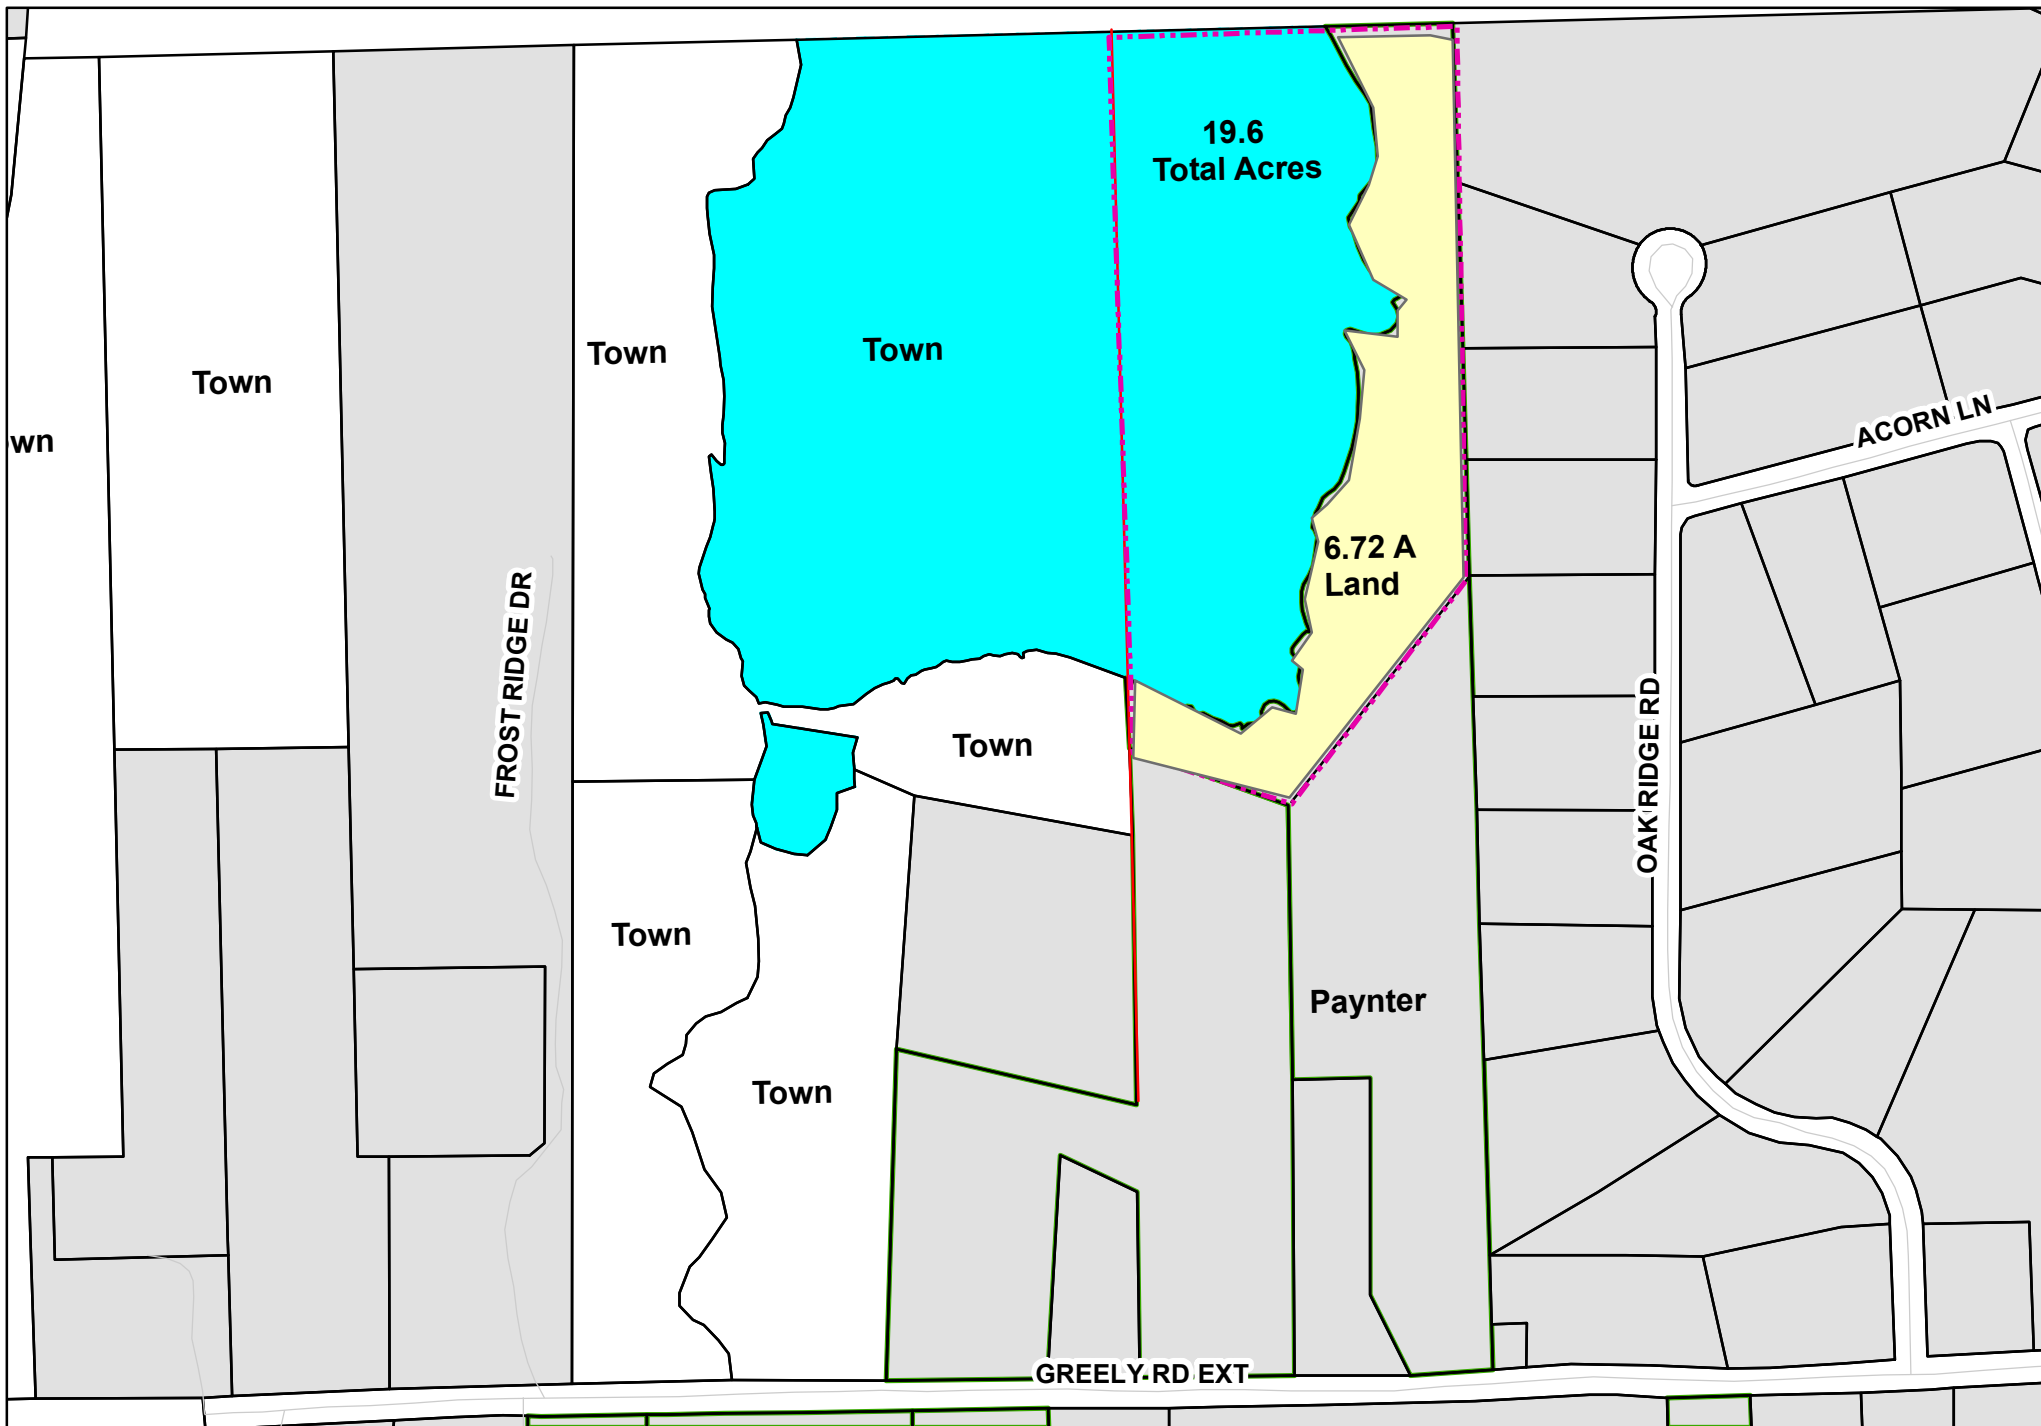 19.6
Total Acres
Town
Town
Town
wn
ACORN LN
6.72 A
Land
FROST RIDGE DR
Town
OAK RIDGE RD
Town
Paynter
Town
GREELY RD EXT